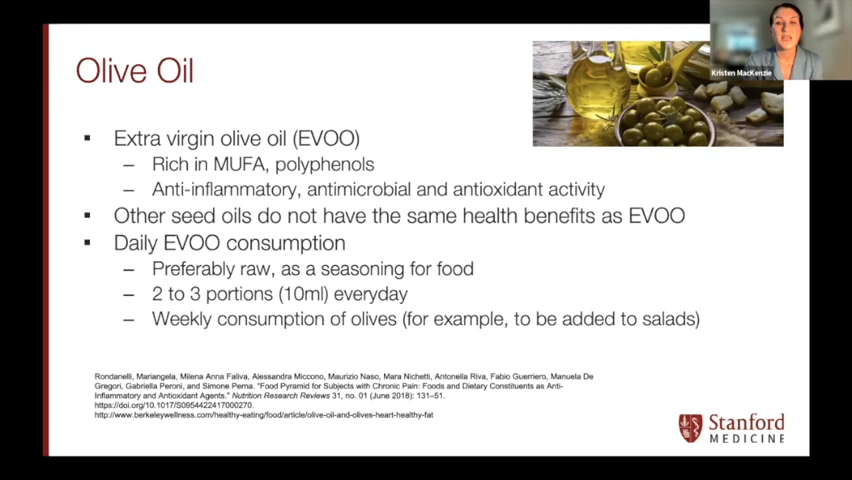 Kristen MacKenzie
Olive Oil
▪ Extra virgin olive oil (EVOO)
– Rich in MUFA, polyphenols
– Anti-inflammatory, antimicrobial and antioxidant activity
▪ Other seed oils do not have the same health benefits as EVOO
▪ Daily EVOO consumption
– Preferably raw, as a seasoning for food
– 2 to 3 portions (10ml) everyday
– Weekly consumption of olives (for example, to be added to salads)
Rondanelli, Mariangela, Milena Anna Faliva, Alessandra Miccono, Maurizio Naso, Mara Nichetti, Antonella Riva, Fabio Guerriero, Manuela De
Gregori, Gabriella Peroni, and Simone Perna. “Food Pyramid for Subjects with Chronic Pain: Foods and Dietary Constituents as Anti-
Inflammatory and Antioxidant Agents.” Nutrition Research Reviews 31, no. 01 (June 2018): 131–51.
https://doi.org/10.1017/S0954422417000270.
http://www.berkeleywellness.com/healthy-eating/food/article/olive-oil-and-olives-heart-healthy-fat
Stanford
MEDICINE